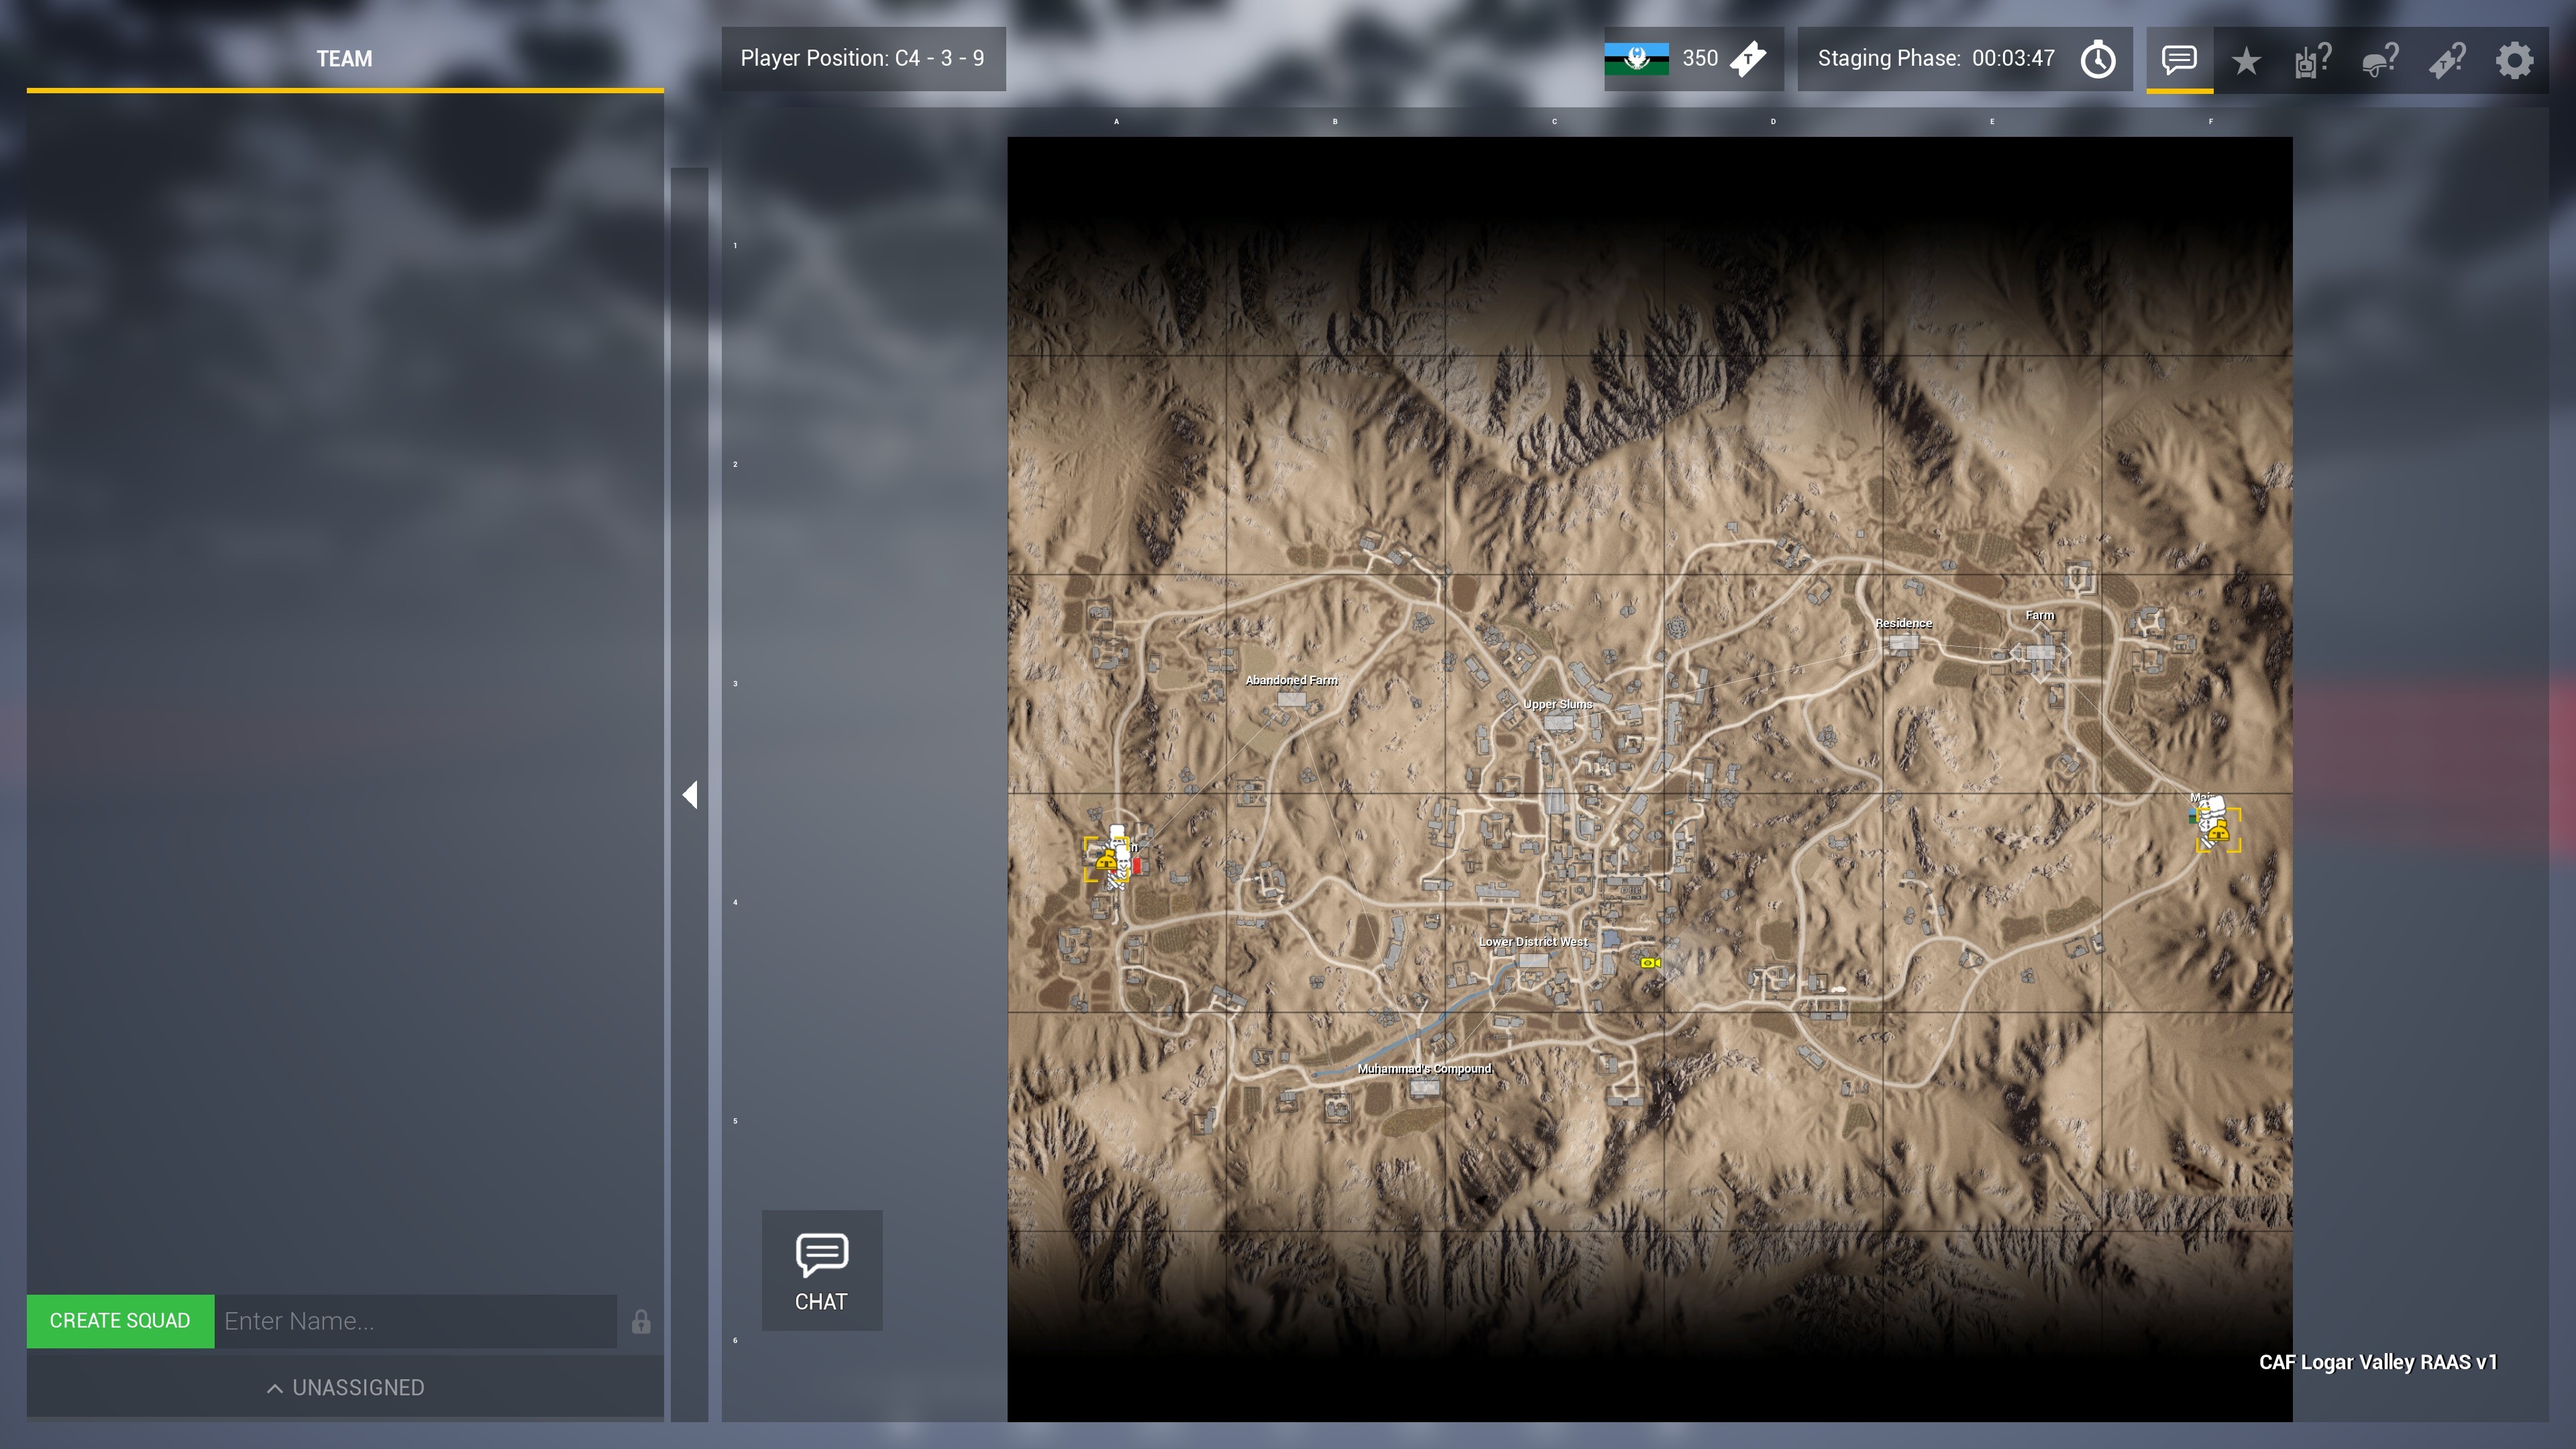 TEAM
Player Position: C4 - 3 - 9
350
T
Staging Phase: 00:03:47
A B C D E F
1
2
3
4
5
6
Farm
Residence
Abandoned Farm
Upper Slums
Lower District West
Muhammad's Compound
CHAT
CREATE SQUAD
Enter Name...
UNASSIGNED
CAF Logar Valley RAAS v1